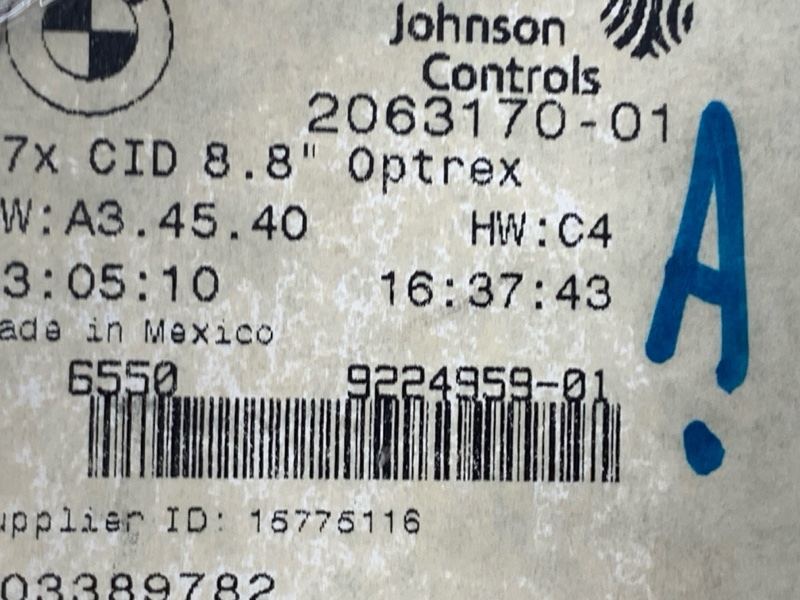 Johnson
Controls
2063170-01
7x CID 8.8" Optrex
W:A3.45.40 HW:C4
3:05:10 16:37:43
ade in Mexico
6550 9224959-01
upplier ID: 15775116
03389782
A